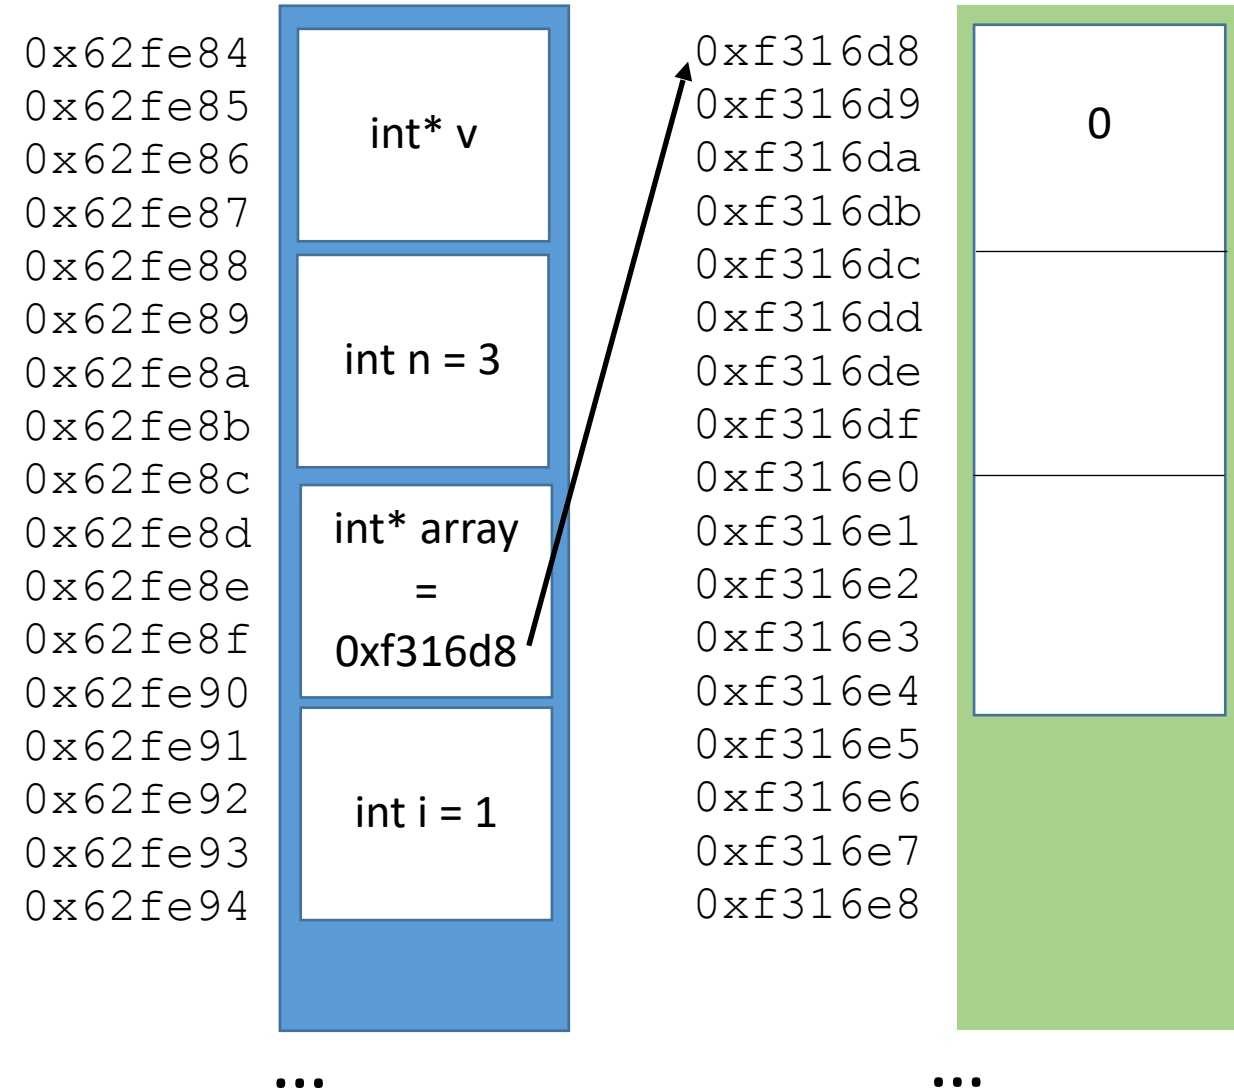 0x62fe84
0x62fe85
0x62fe86
0x62fe87
0x62fe88
0x62fe89
0x62fe8a
0x62fe8b
0x62fe8c
0x62fe8d
0x62fe8e
0x62fe8f
0x62fe90
0x62fe91
0x62fe92
0x62fe93
0x62fe94
...
int* v
int n = 3
int* array
=
0xf316d8
int i = 1
0xf316d8
0xf316d9
0xf316da
0xf316db
0xf316dc
0xf316dd
0xf316de
0xf316df
0xf316e0
0xf316e1
0xf316e2
0xf316e3
0xf316e4
0xf316e5
0xf316e6
0xf316e7
0xf316e8
...
0